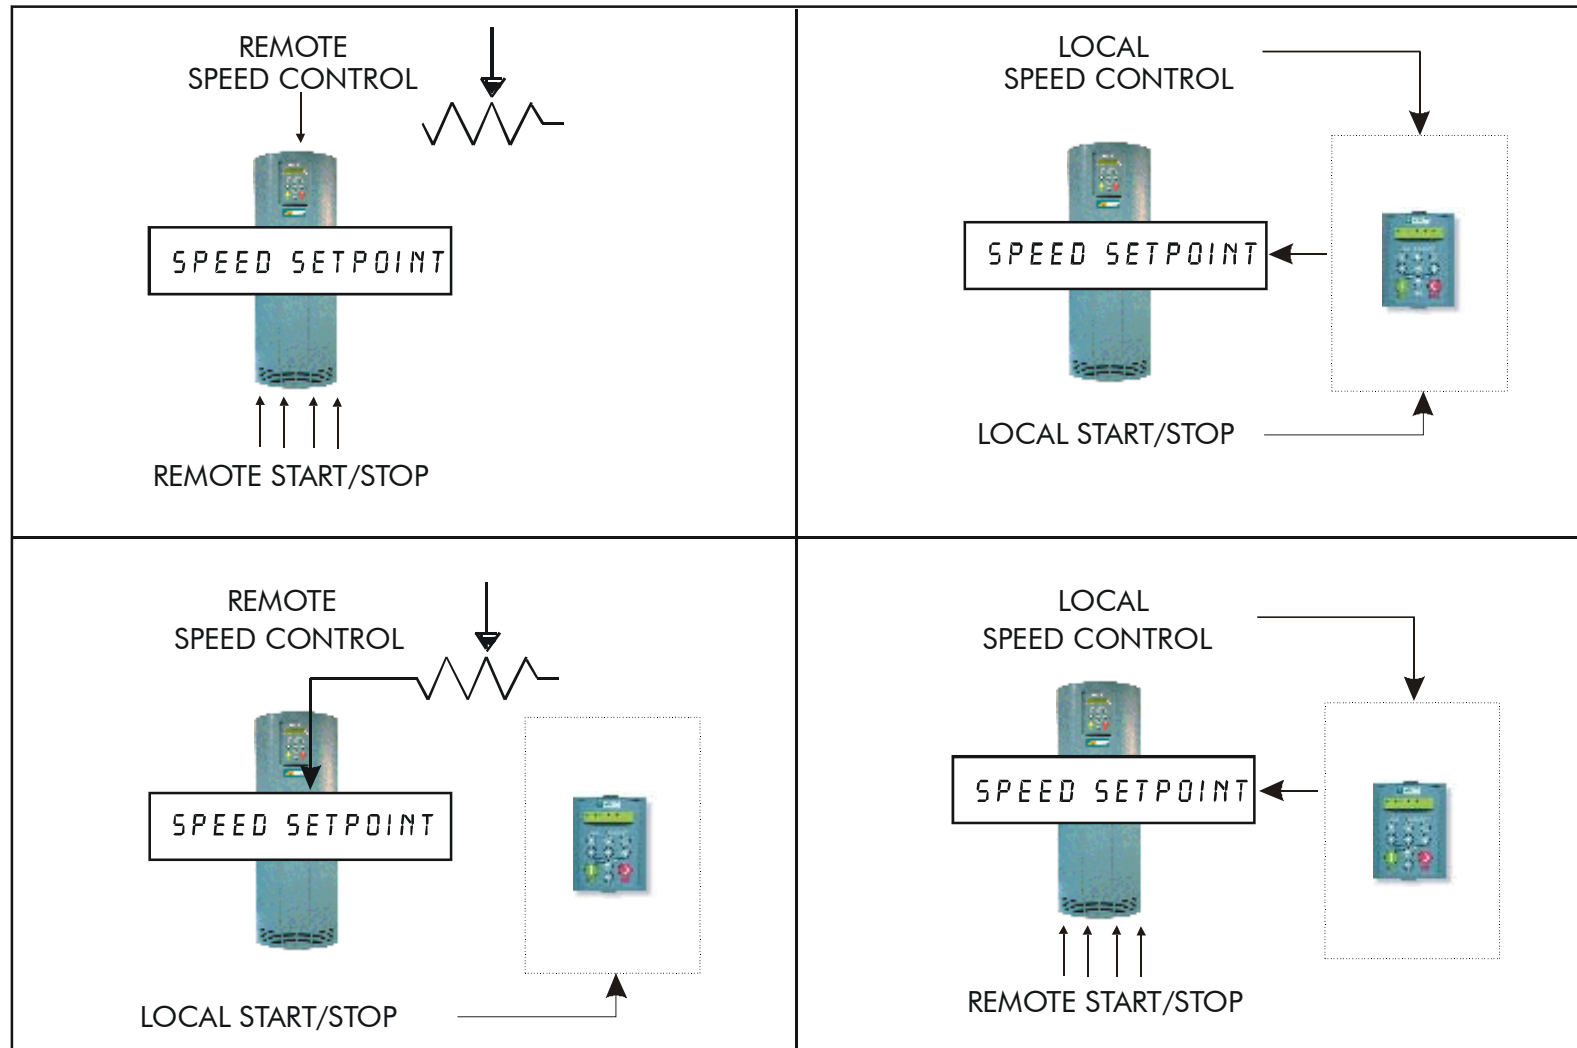 REMOTE
SPEED CONTROL
SPEED SETPOINT
REMOTE START/STOP
LOCAL
SPEED CONTROL
SPEED SETPOINT
LOCAL START/STOP
REMOTE
SPEED CONTROL
SPEED SETPOINT
LOCAL START/STOP
LOCAL
SPEED CONTROL
SPEED SETPOINT
REMOTE START/STOP